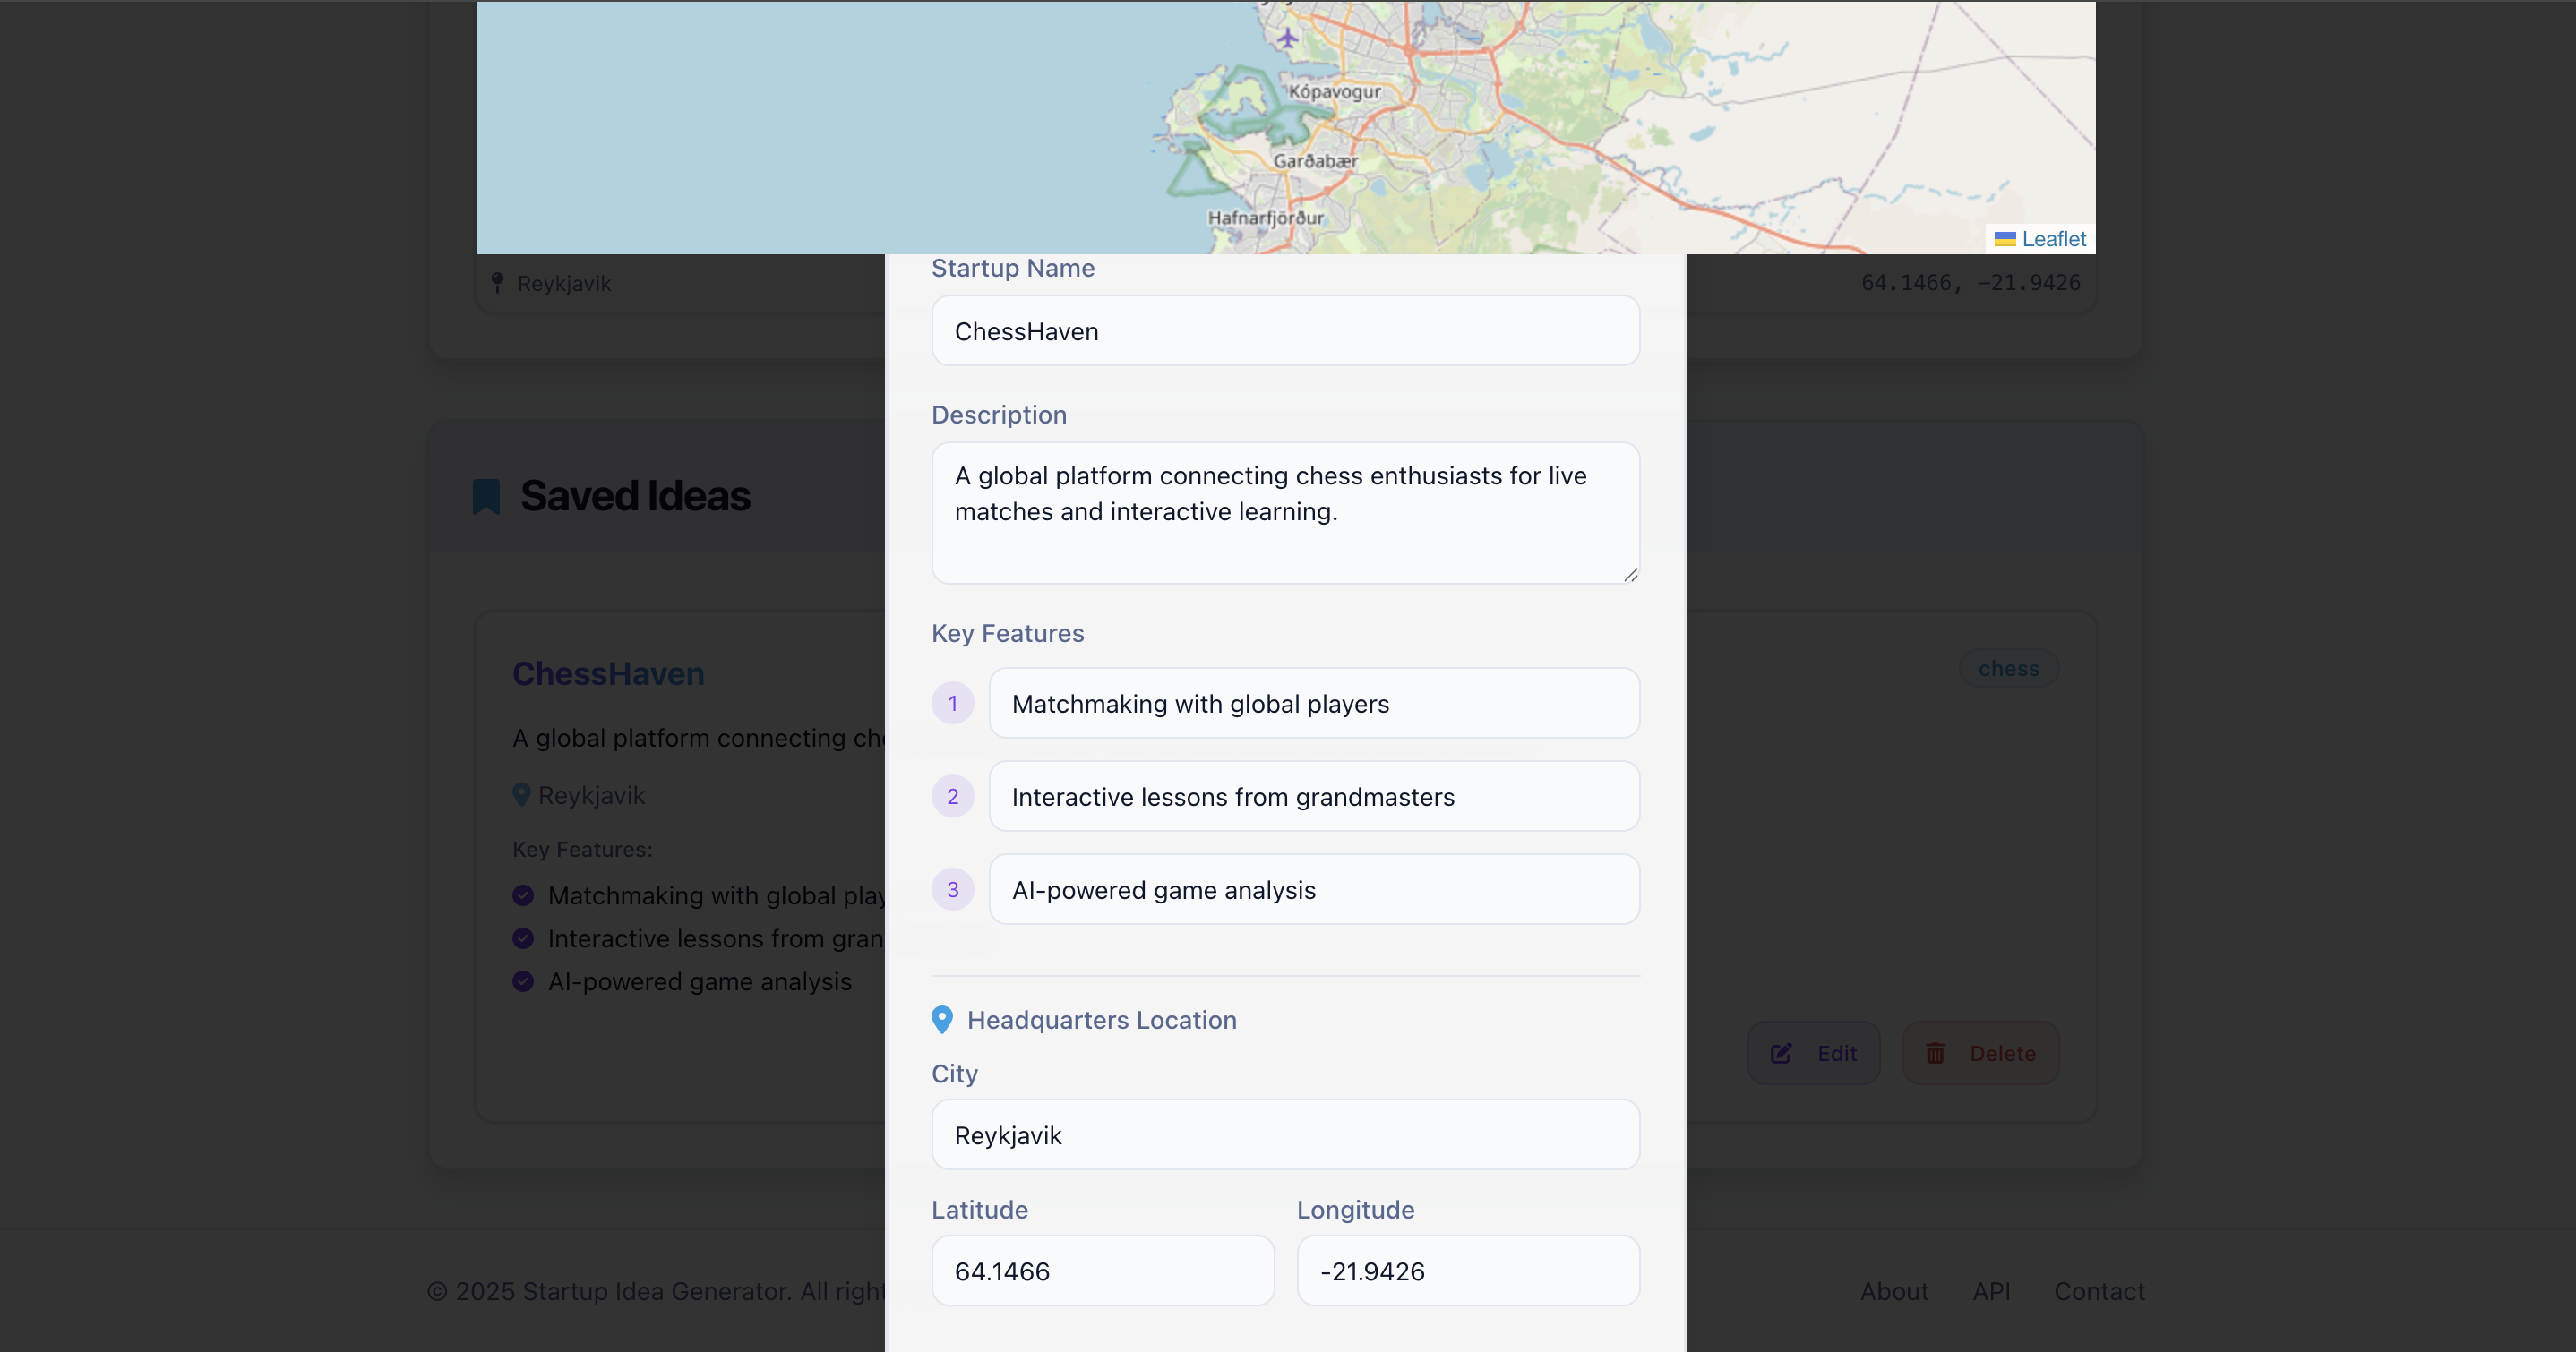 Kópavogur
Garðabær
Hafnarfjörður
Leaflet
Reykjavik
64.1466, -21.9426
Startup Name
ChessHaven
Description
A global platform connecting chess enthusiasts for live
matches and interactive learning.
Key Features
1 Matchmaking with global players
2 Interactive lessons from grandmasters
3 AI-powered game analysis
Headquarters Location
City
Reykjavik
Latitude Longitude
64.1466 -21.9426
Saved Ideas
ChessHaven
chess
A global platform connecting
Reykjavik
Key Features:
Matchmaking with global
Interactive lessons from
AI-powered game analysis
Edit Delete
© 2025 Startup Idea Generator. All
About API Contact